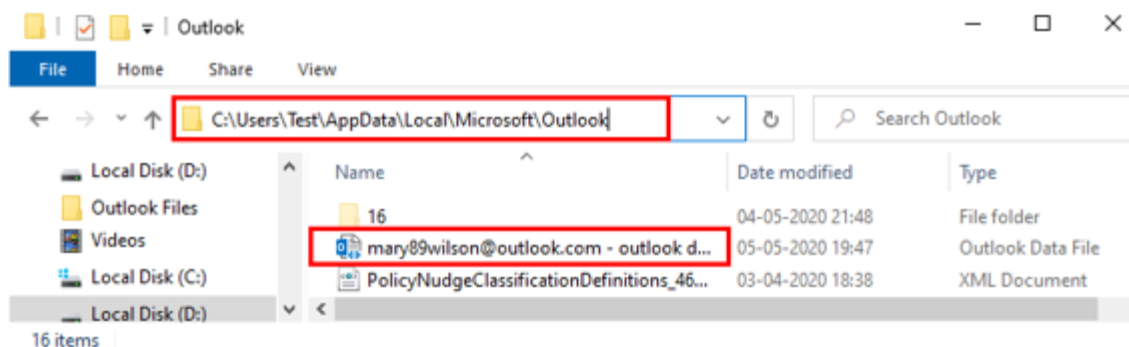 Outlook
File Home Share View
C:\Users\Test\AppData\Local\Microsoft\Outlook Search Outlook
Local Disk (D:) Name Date modified Type
Outlook Files 16 04-05-2020 21:48 File folder
Videos mary89wilson@outlook.com - outlook d... 05-05-2020 19:47 Outlook Data File
Local Disk (C:) PolicyNudgeClassificationDefinitions_46... 03-04-2020 18:38 XML Document
Local Disk (D:)
16 items